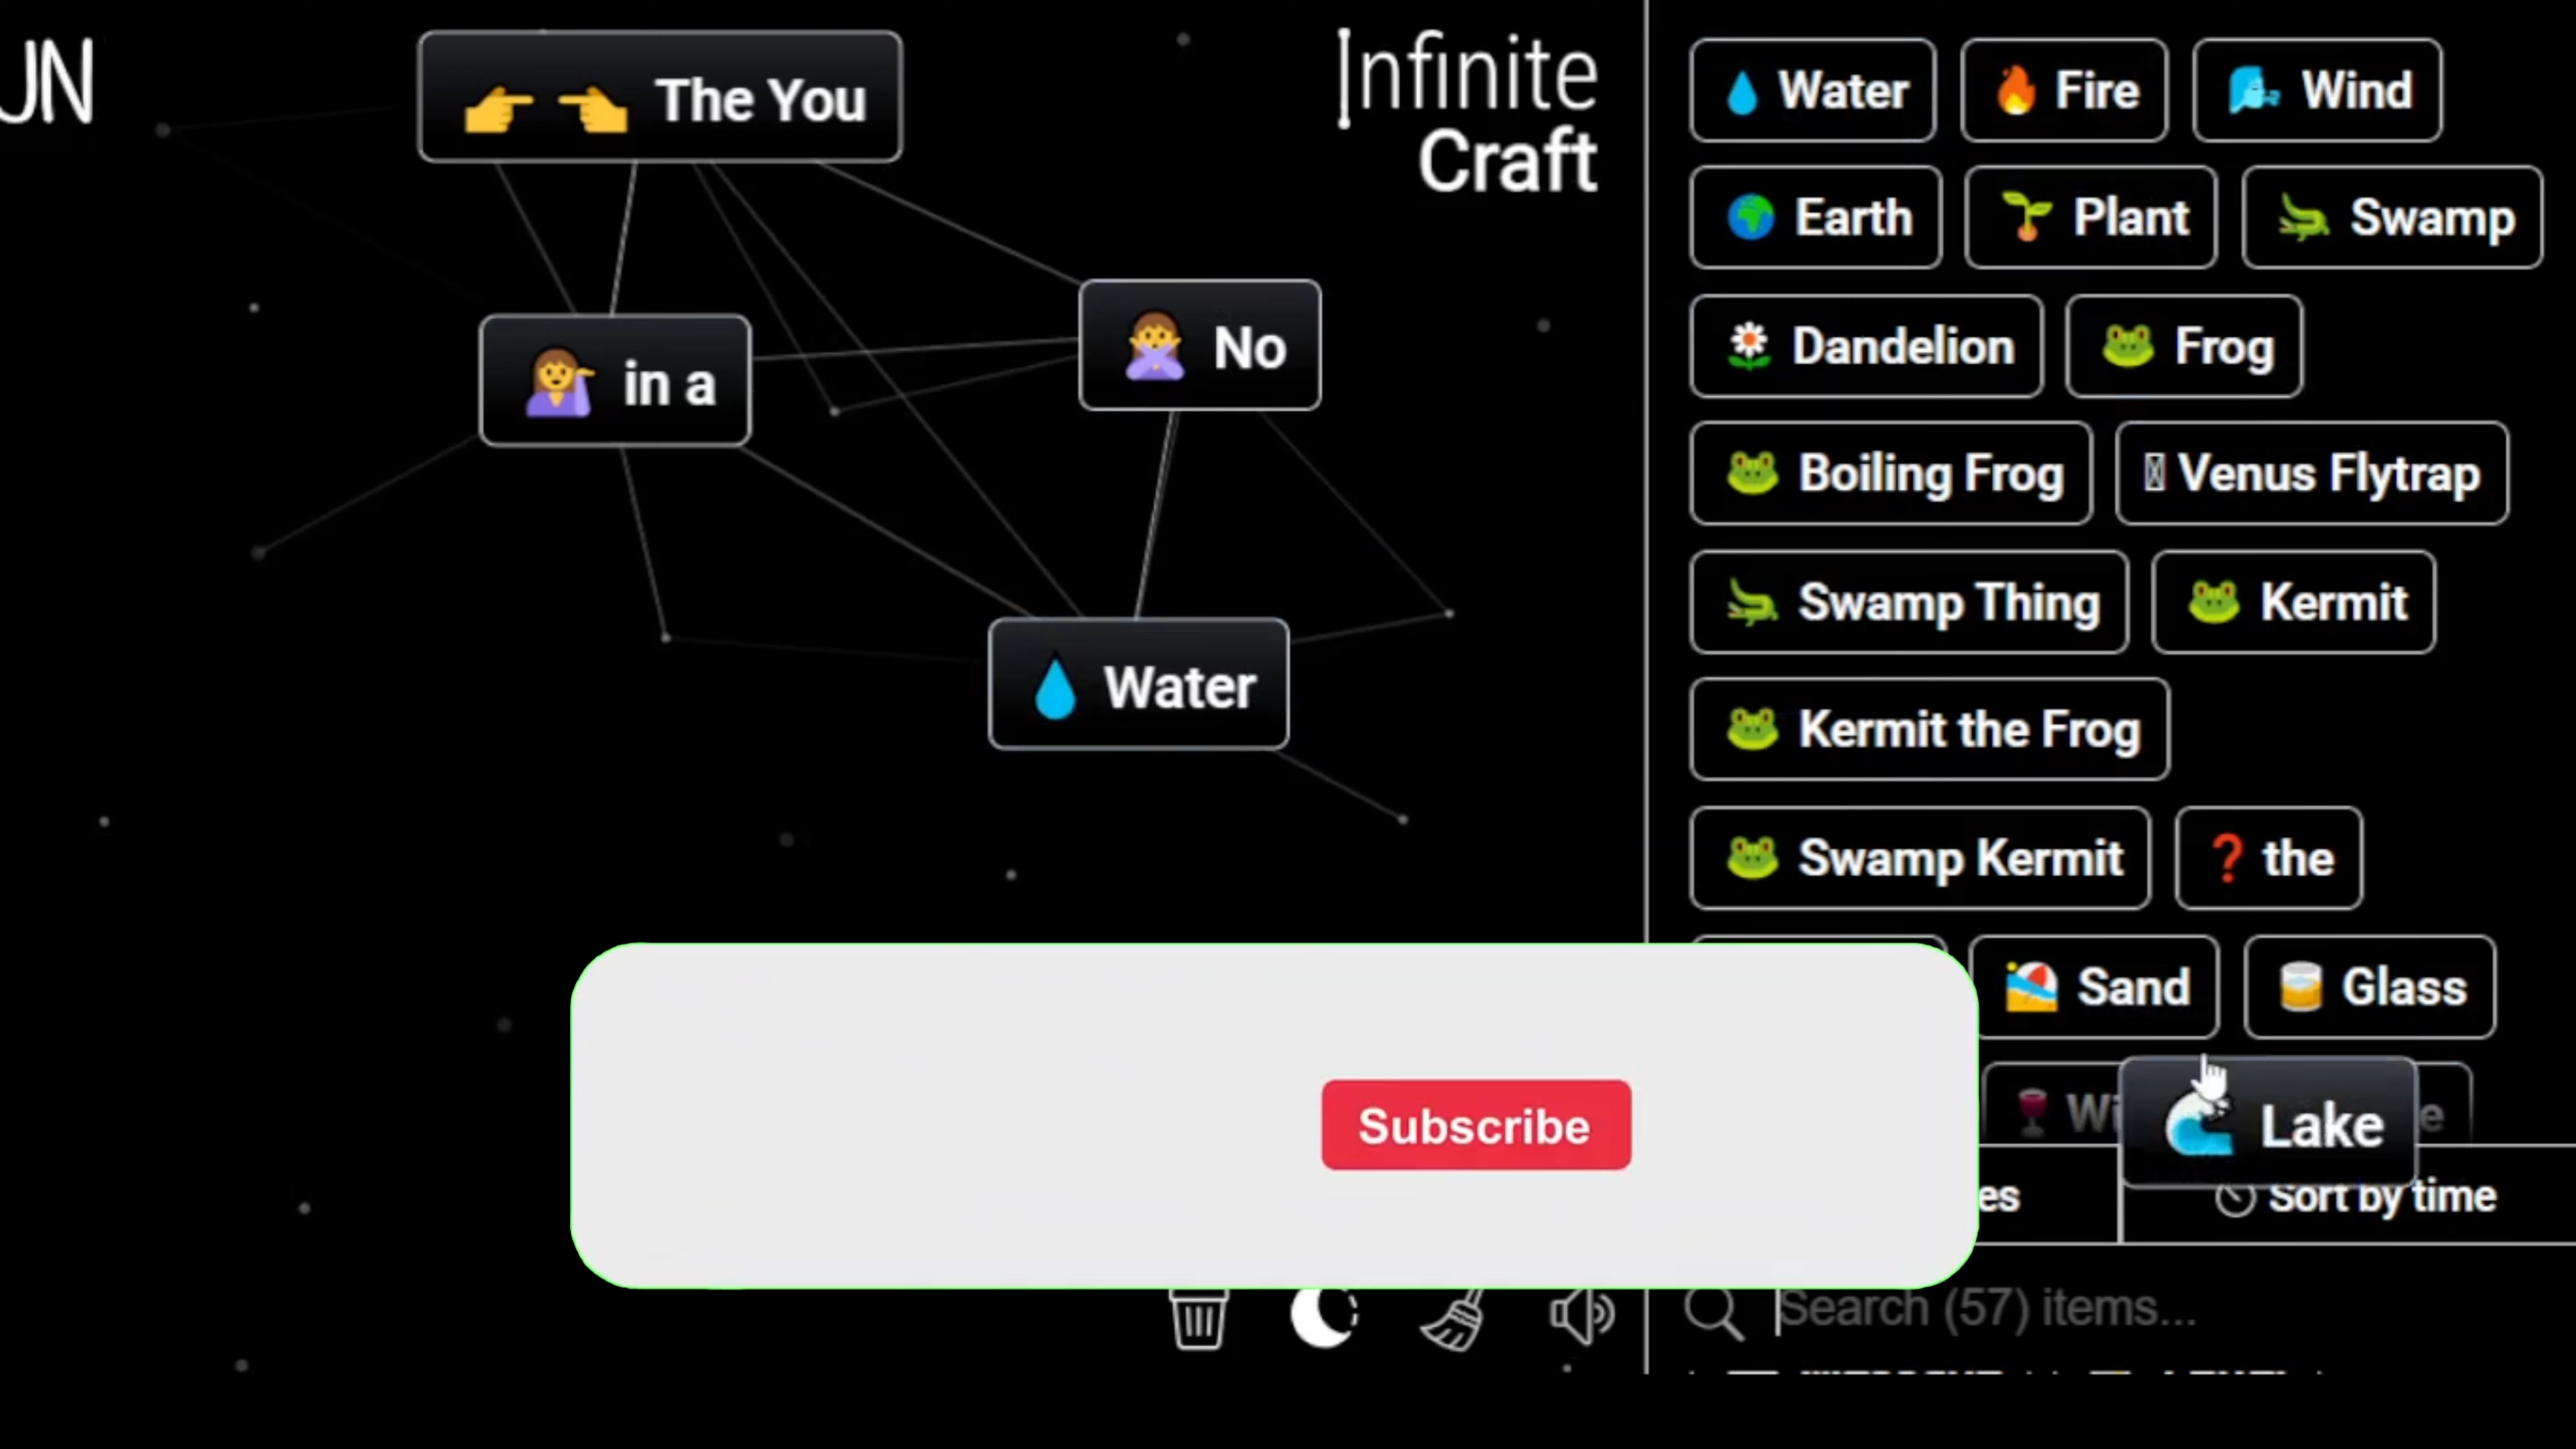 UN
The You
Infinite
Craft
in a
No
Water
Water Fire Wind
Earth Plant Swamp
Dandelion Frog
Boiling Frog Venus Flytrap
Swamp Thing Kermit
Kermit the Frog
Swamp Kermit the
Sand Glass
Lake
Subscribe
Sort by time
Search (57) items...